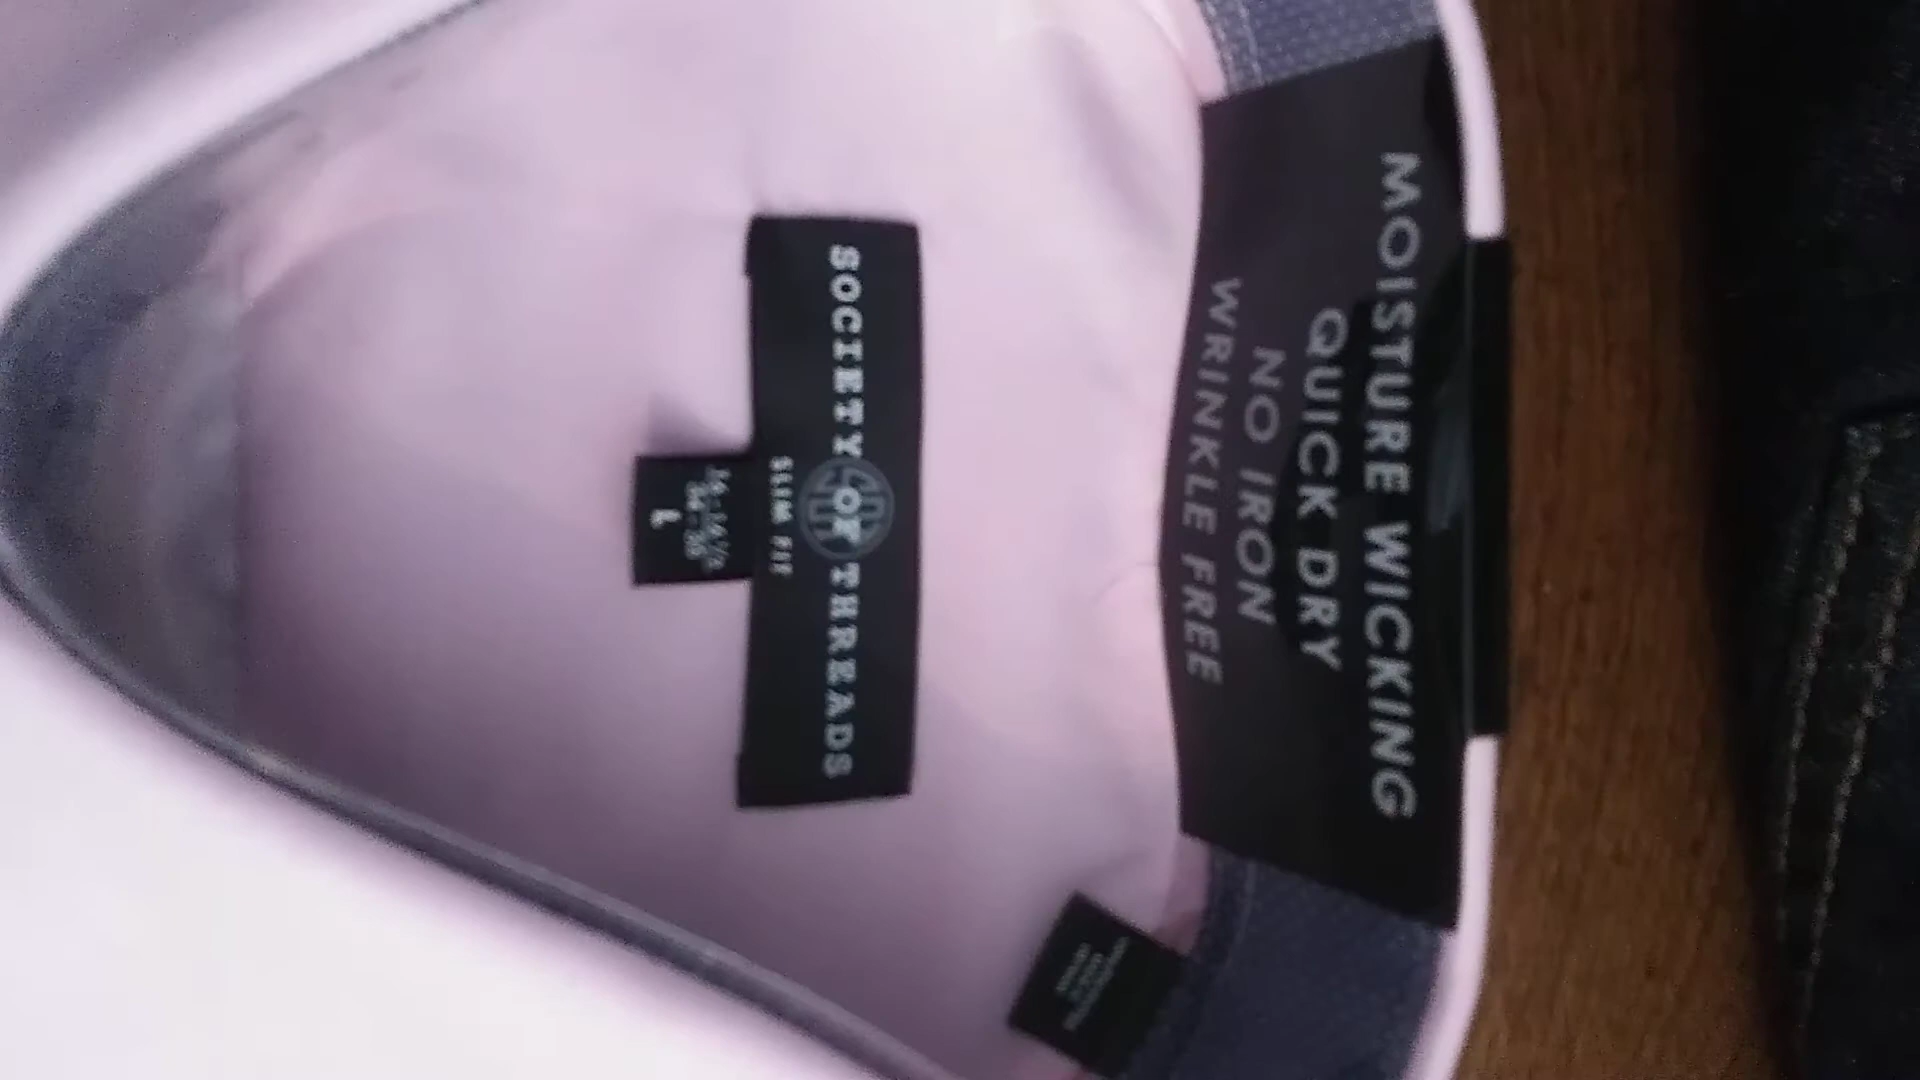 MOISTURE WICKING
QUICK DRY
NO IRON
WRINKLE FREE
SOCIETY OF THREADS
SLIM FIT
L